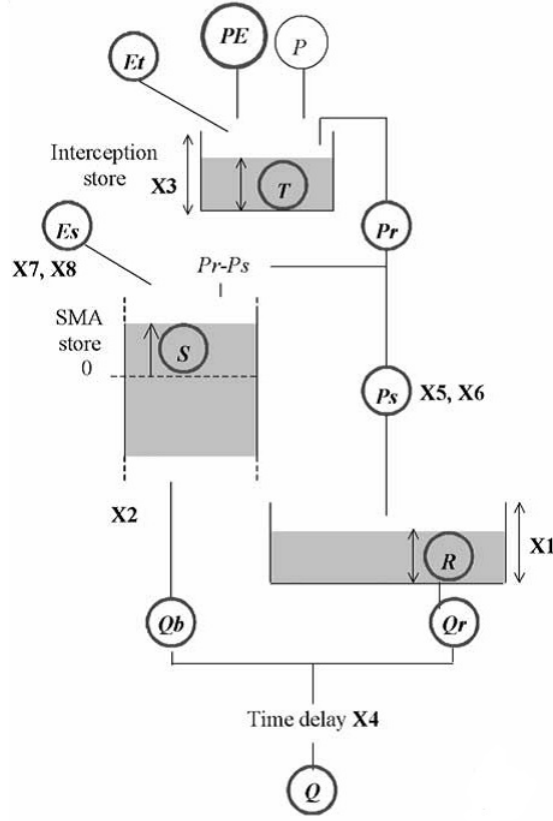 PE
P
Et
Interception
store
X3
T
Es
Pr
X7, X8
Pr-Ps
SMA
store
0
S
Ps
X5, X6
X2
R
X1
Qb
Qr
Time delay X4
Q